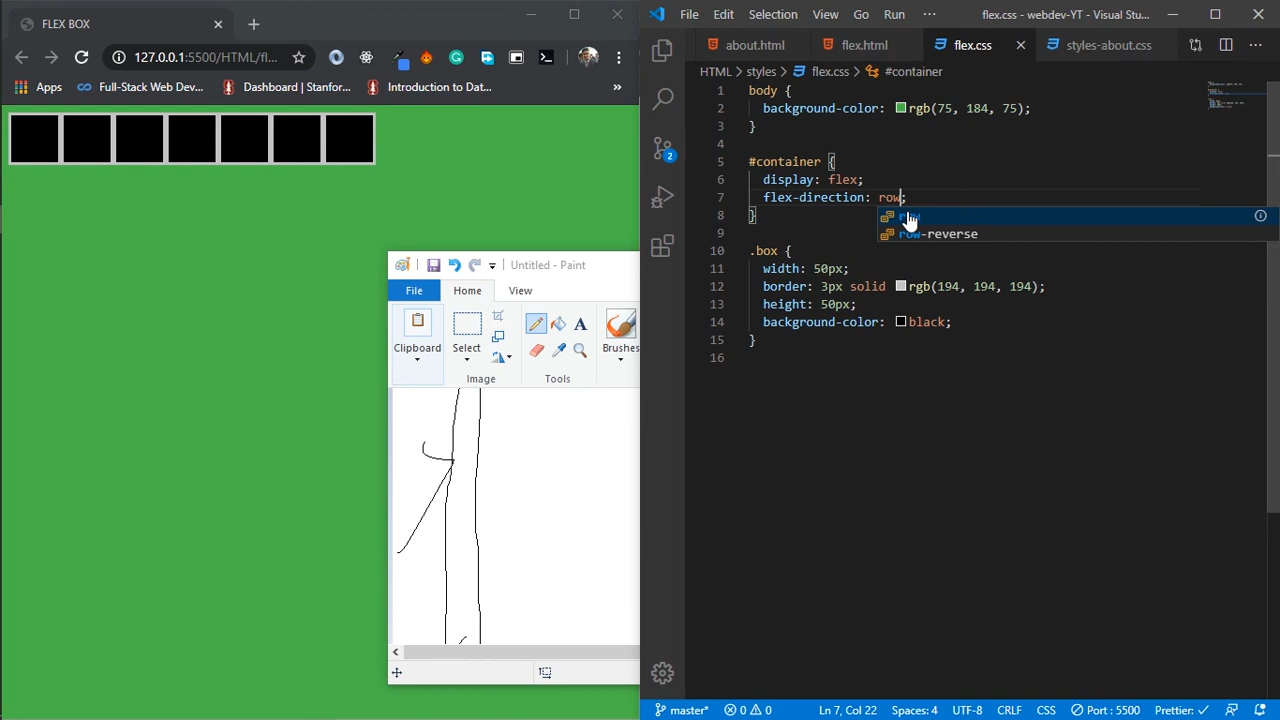 FLEX BOX
127.0.0.1:5500/HTML/fl...
Apps
Full-Stack Web Dev...
Dashboard | Stanfor...
Introduction to Dat...
»
Untitled - Paint
File
Home
View
Clipboard
Select
Brushes
Image
Tools
File Edit Selection View Go Run ···
flex.css - webdev-YT - Visual Stu...
about.html
flex.html
flex.css
styles-about.css
HTML > styles > flex.css > #container
1 body {
2 background-color: rgb(75, 184, 75);
3 }
4
5 #container {
6 display: flex;
7 flex-direction: row;
row
8 }
row-reverse
9
10 .box {
11 width: 50px;
12 border: 3px solid rgb(194, 194, 194);
13 height: 50px;
14 background-color: black;
15 }
16
2
master* 0 0 Ln 7, Col 22 Spaces: 4 UTF-8 CRLF CSS Port : 5500 Prettier: